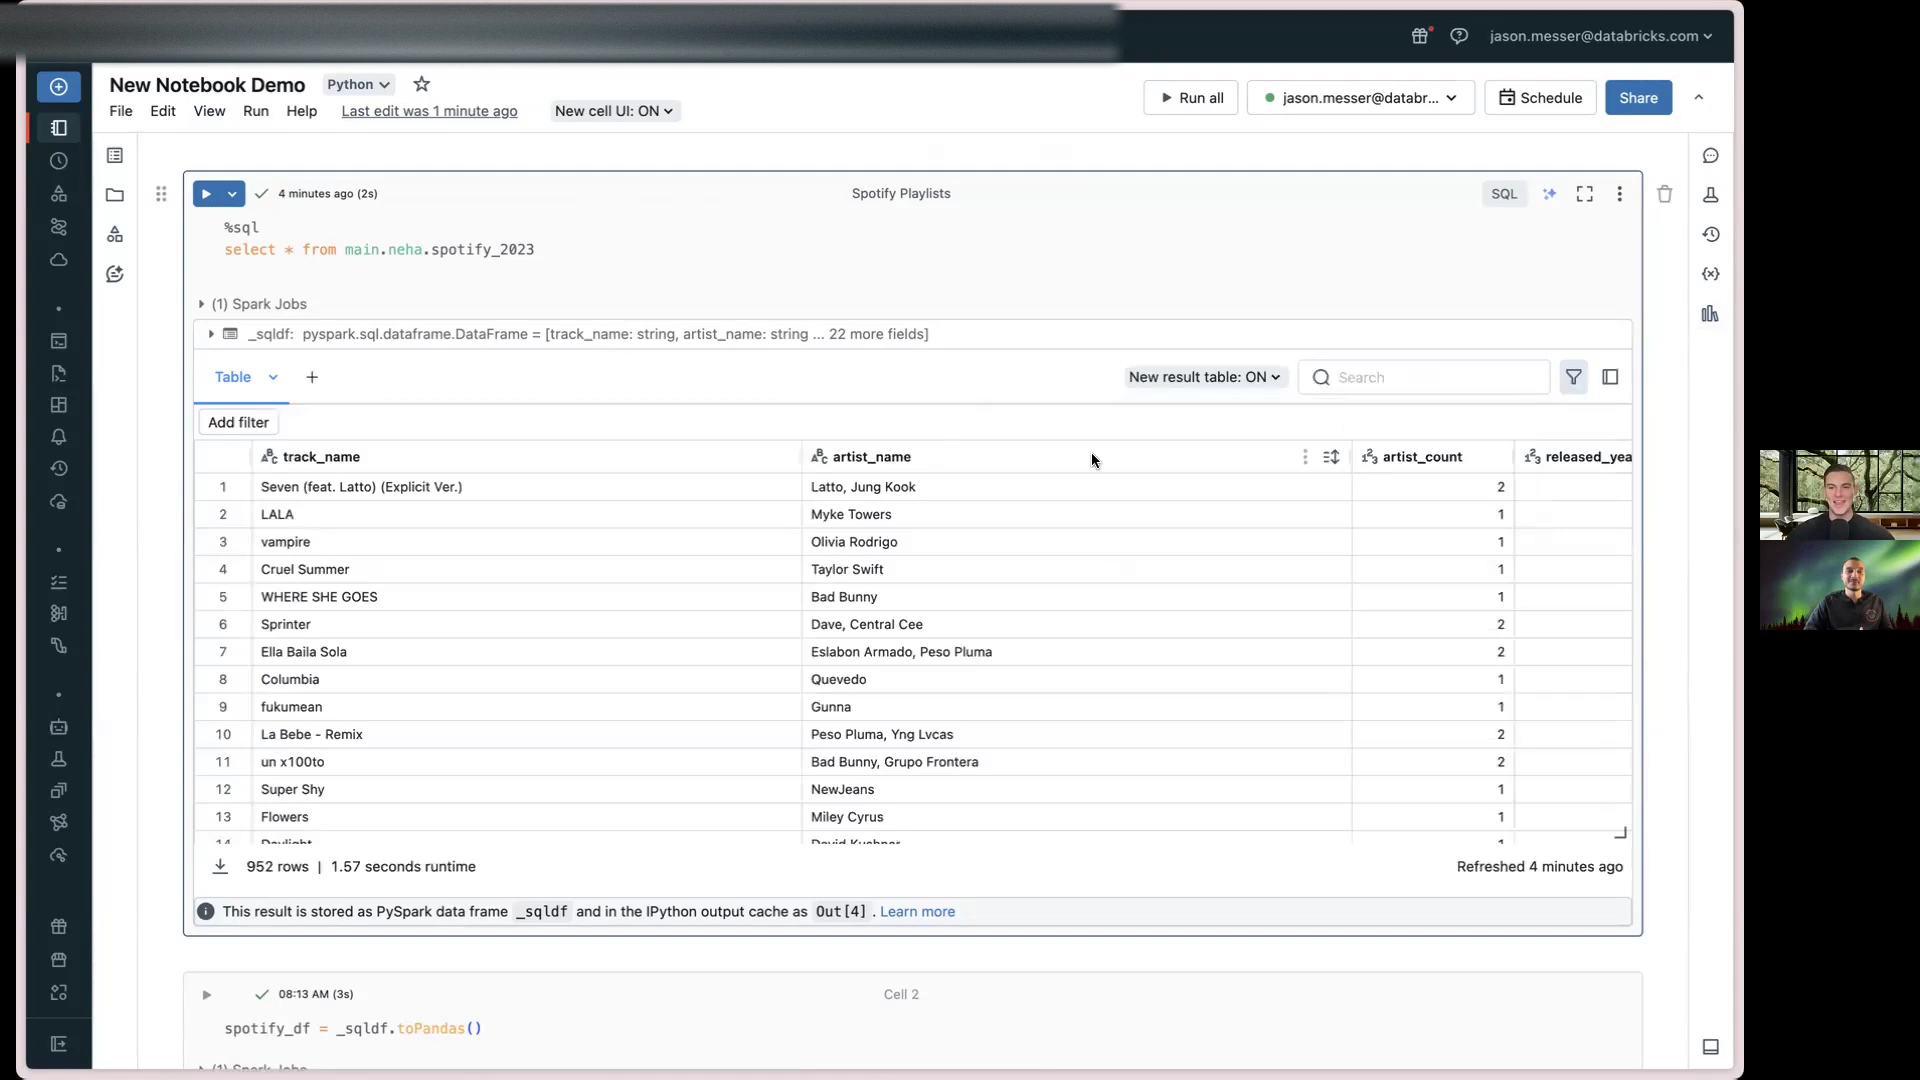 jason.messer@databricks.com
New Notebook Demo Python
File Edit View Run Help Last edit was 1 minute ago New cell UI: ON
Run all jason.messer@databr... Schedule Share
4 minutes ago (2s) Spotify Playlists SQL
%sql
select * from main.neha.spotify_2023
(1) Spark Jobs
_sqldf: pyspark.sql.dataframe.DataFrame = [track_name: string, artist_name: string ... 22 more fields]
Table + New result table: ON Search
Add filter
track_name artist_name artist_count released_yea
1 Seven (feat. Latto) (Explicit Ver.) Latto, Jung Kook 2
2 LALA Myke Towers 1
3 vampire Olivia Rodrigo 1
4 Cruel Summer Taylor Swift 1
5 WHERE SHE GOES Bad Bunny 1
6 Sprinter Dave, Central Cee 2
7 Ella Baila Sola Eslabon Armado, Peso Pluma 2
8 Columbia Quevedo 1
9 fukumean Gunna 1
10 La Bebe - Remix Peso Pluma, Yng Lvcas 2
11 un x100to Bad Bunny, Grupo Frontera 2
12 Super Shy NewJeans 1
13 Flowers Miley Cyrus 1
14 Daylight David Kushner 1
952 rows | 1.57 seconds runtime Refreshed 4 minutes ago
This result is stored as PySpark data frame _sqldf and in the IPython output cache as Out[4] . Learn more
08:13 AM (3s) Cell 2
spotify_df = _sqldf.toPandas()
(1) Spark Jobs